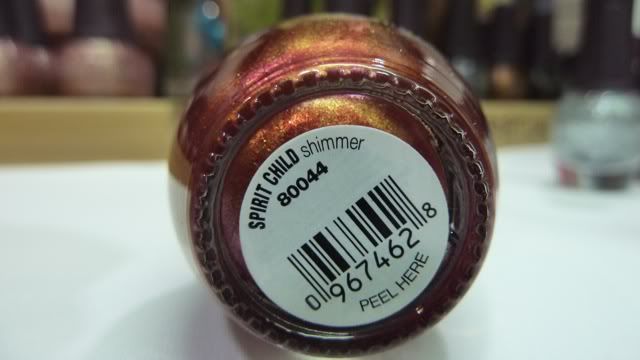 SPIRIT CHILD shimmer
80044
0 967462 8
PEEL HERE